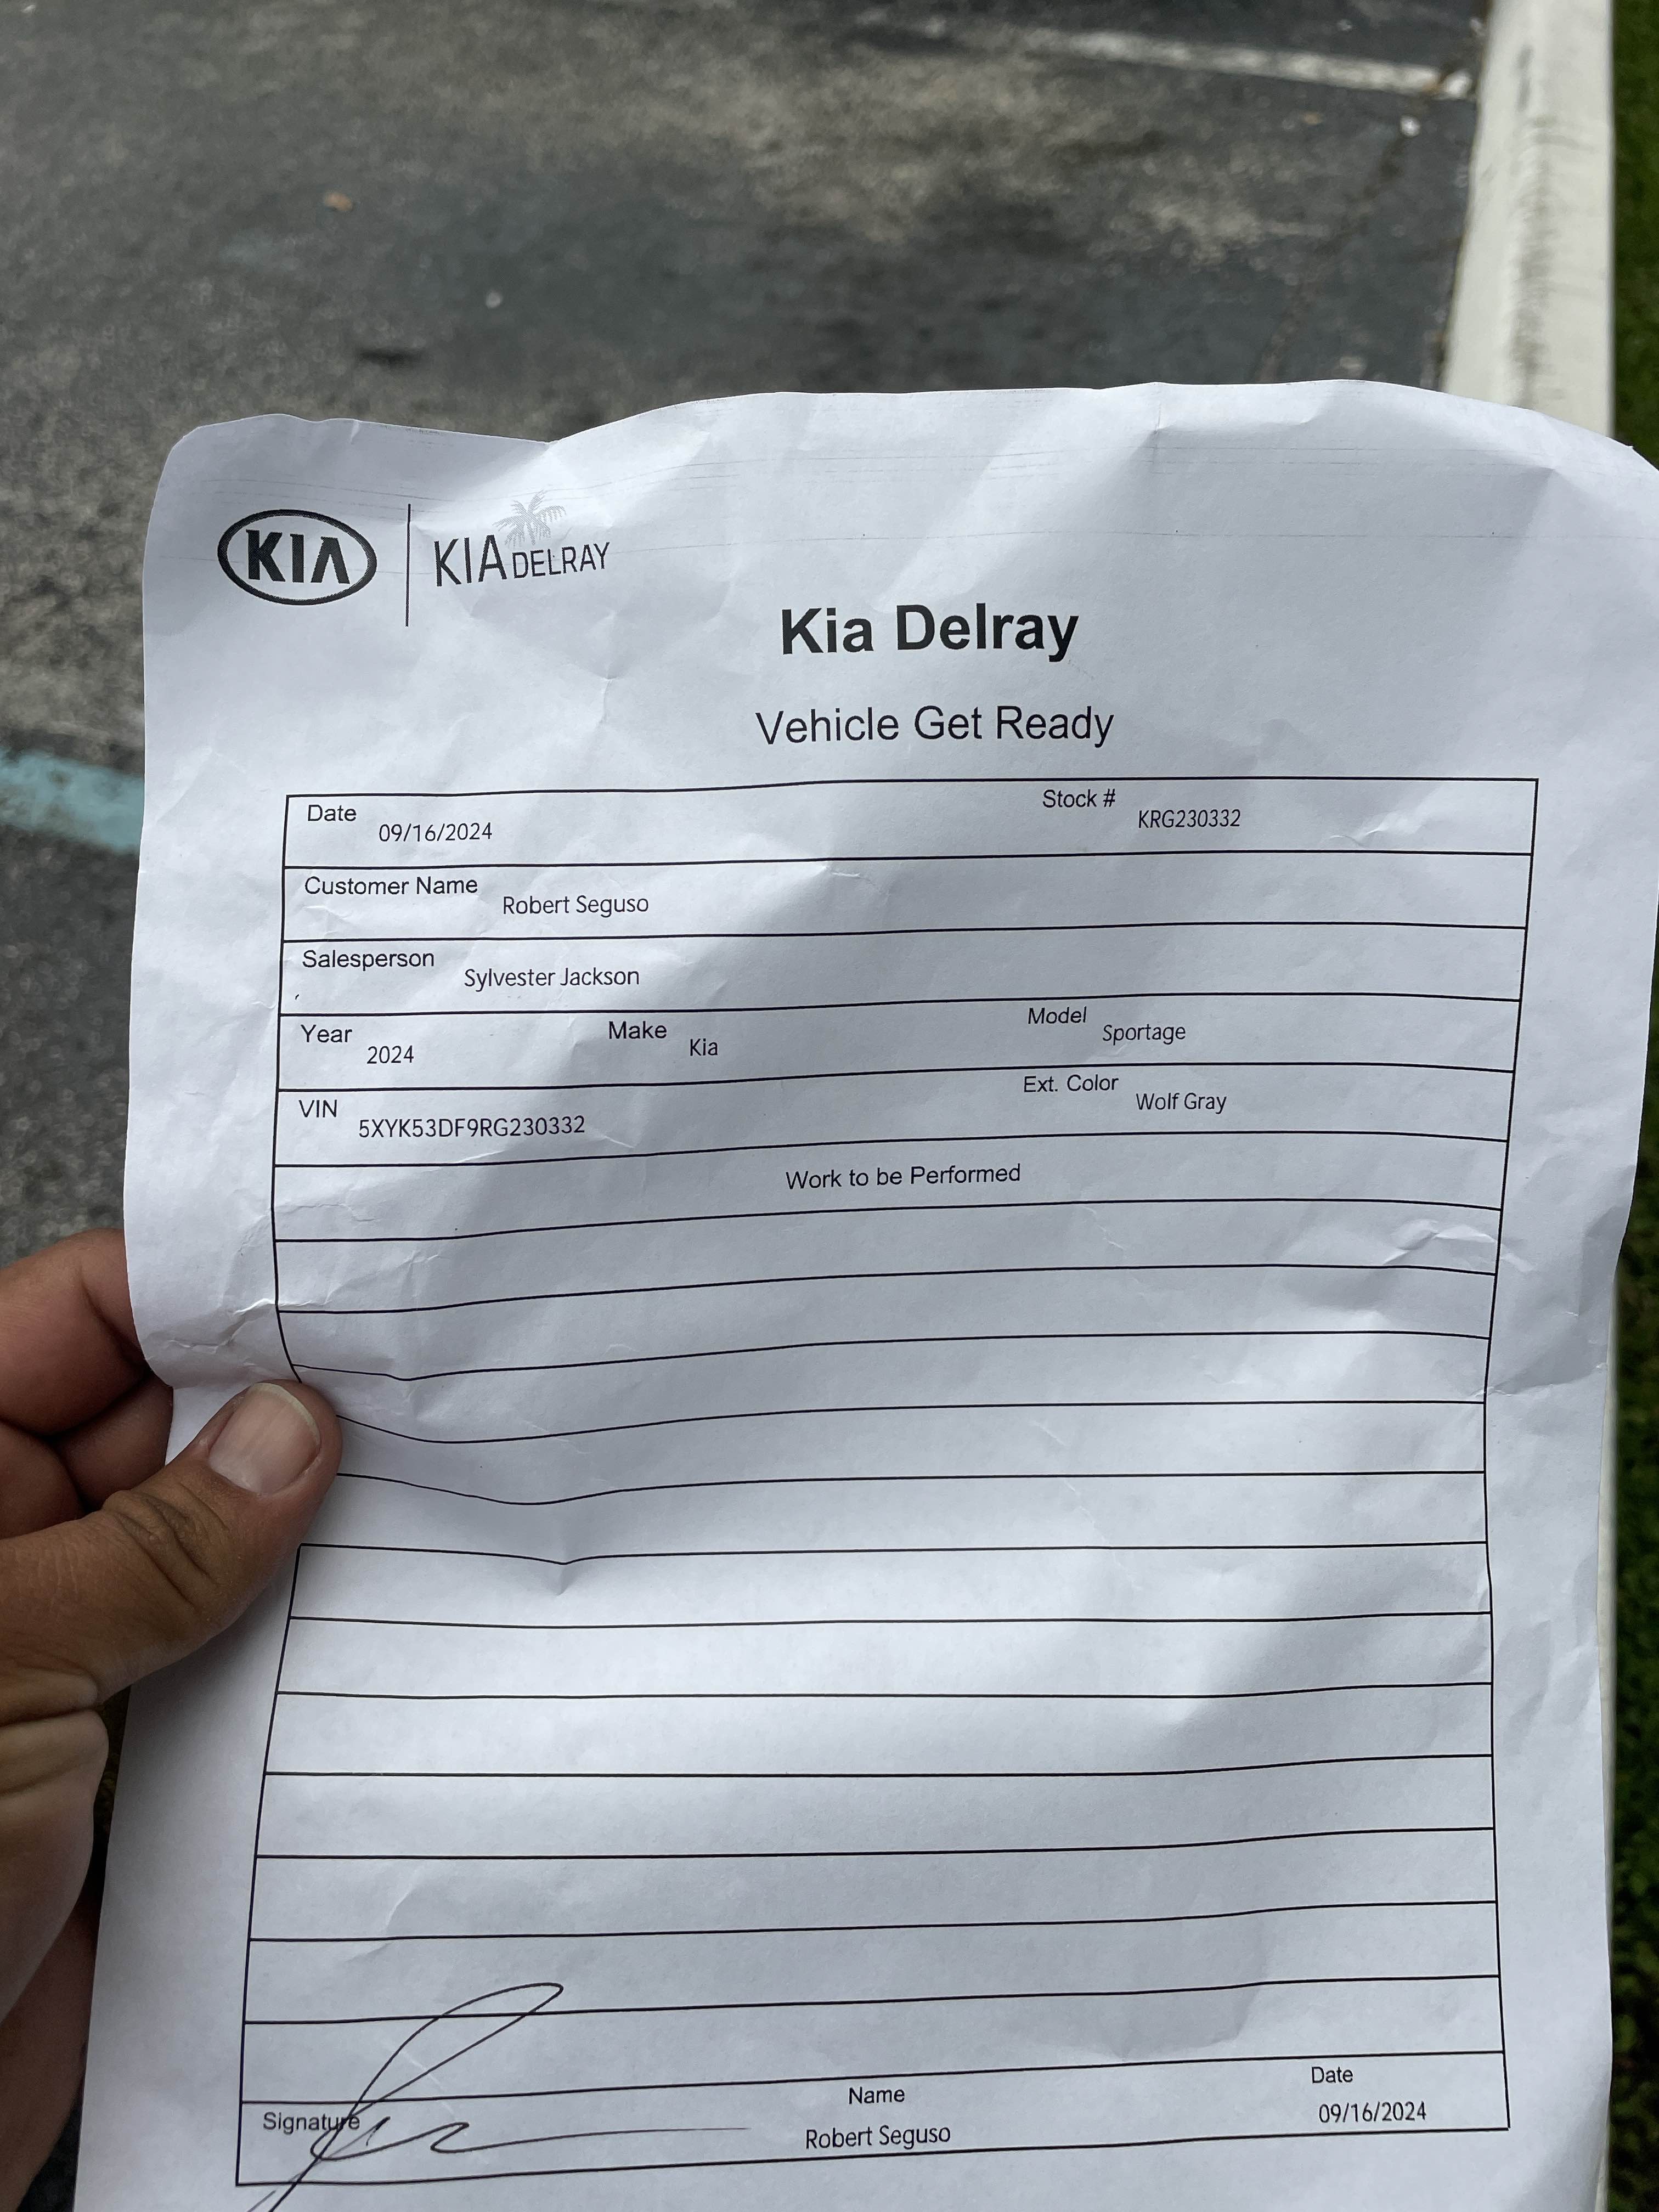 KIA KIA DELRAY
Kia Delray
Vehicle Get Ready
Date 09/16/2024 Stock # KRG230332
Customer Name Robert Seguso
Salesperson Sylvester Jackson
Year 2024 Make Kia Model Sportage
VIN 5XYK53DF9RG230332 Ext. Color Wolf Gray
Work to be Performed
Signature Name Robert Seguso Date 09/16/2024